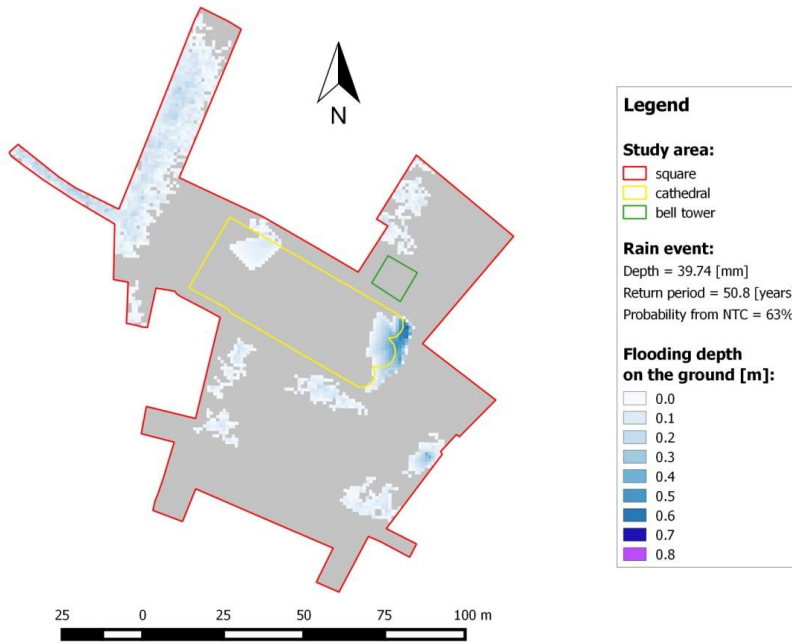 N
Legend
Study area:
square
cathedral
bell tower
Rain event:
Depth = 39.74 [mm]
Return period = 50.8 [years]
Probability from NTC = 63%
Flooding depth
on the ground [m]:
0.0
0.1
0.2
0.3
0.4
0.5
0.6
0.7
0.8
25 0 25 50 75 100 m